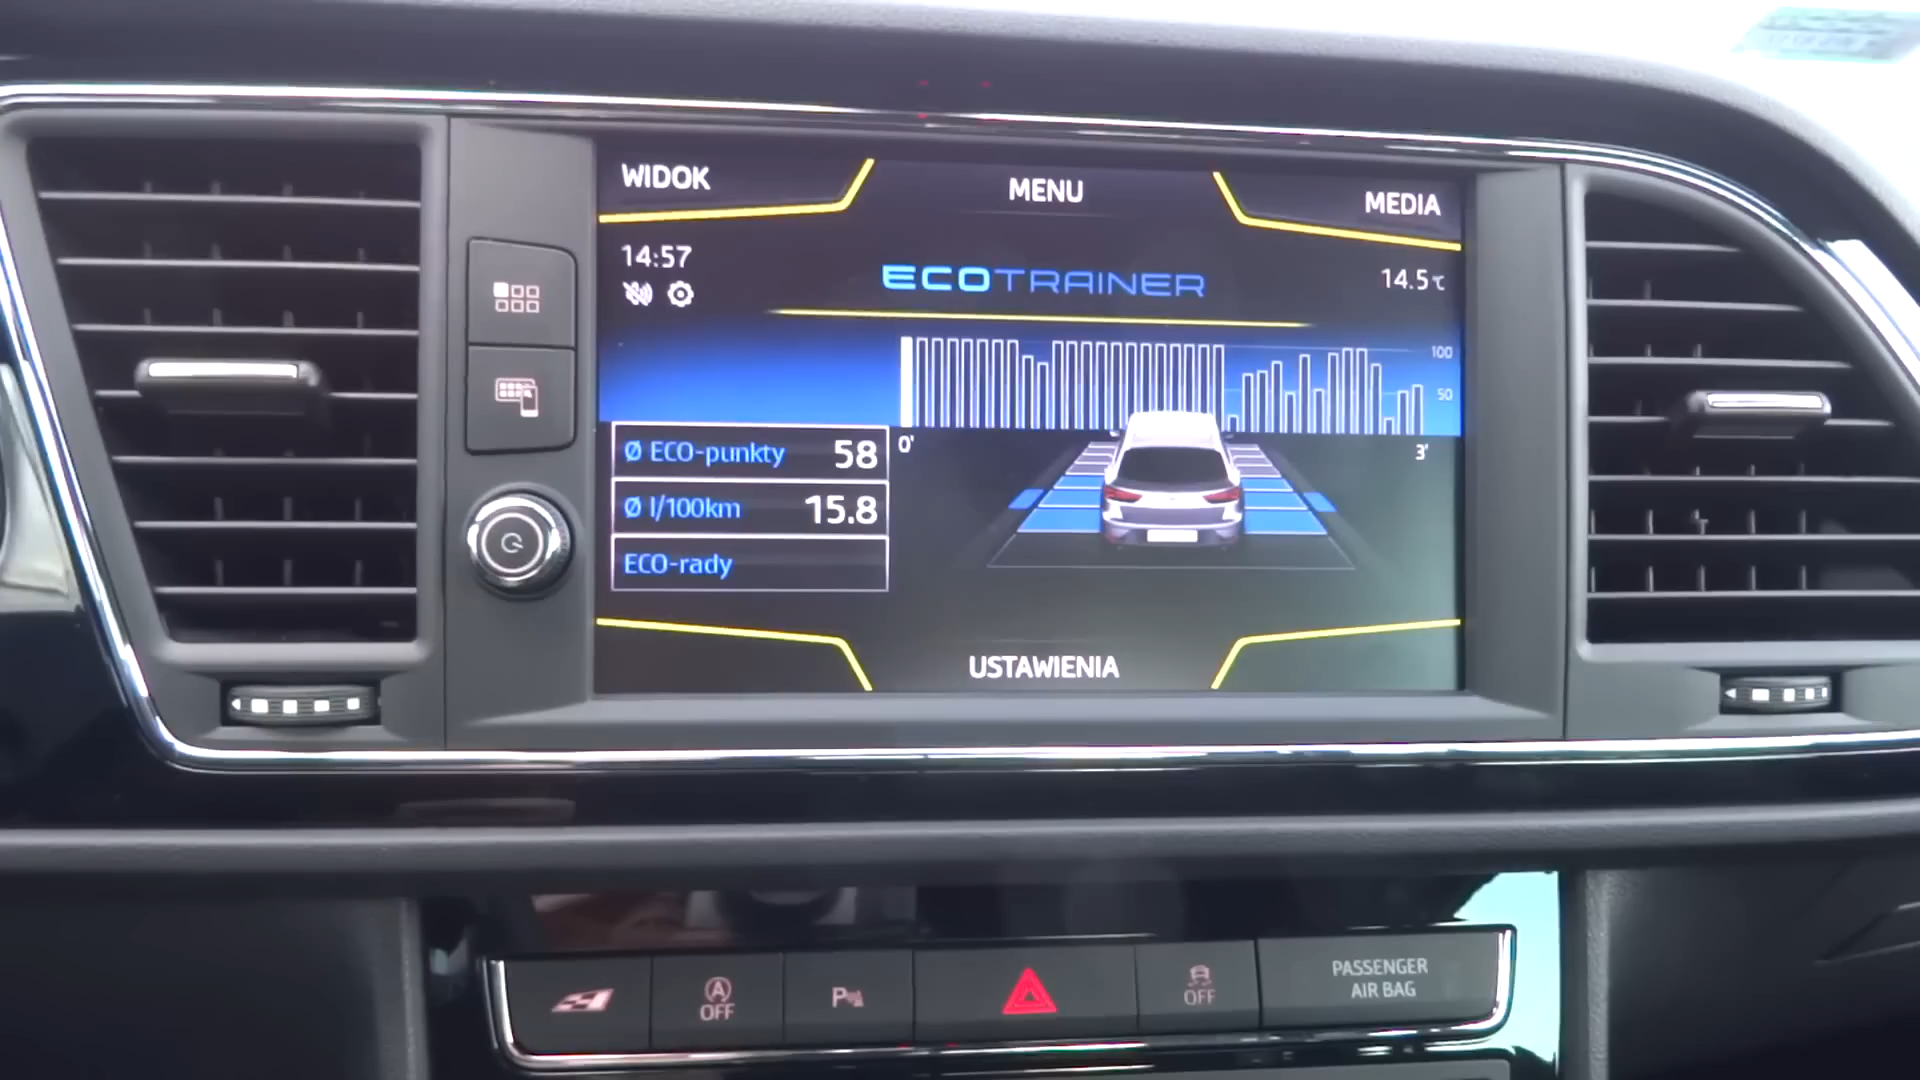 WIDOK
MENU
MEDIA
14:57
ECOTRAINER
14.5°C
100
50
0'
3'
Ø ECO-punkty 58
Ø l/100km 15.8
ECO-rady
USTAWIENIA
A
OFF
P
OFF
PASSENGER
AIR BAG